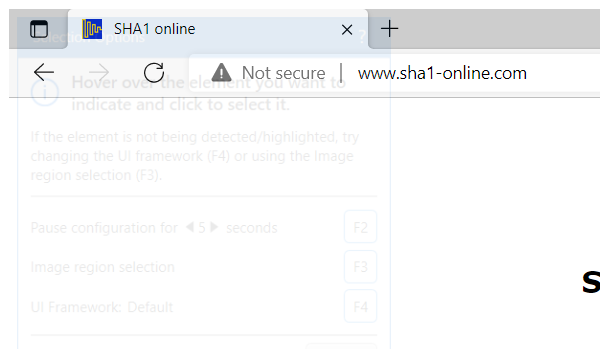 SHA1 online
Not secure | www.sha1-online.com
Hover over the element you want to
indicate and click to select it.
If the element is not being detected/highlighted, try
changing the UI framework (F4) or using the Image
region selection (F3).
Pause configuration for 5 seconds F2
Image region selection F3
UI Framework: Default F4
S